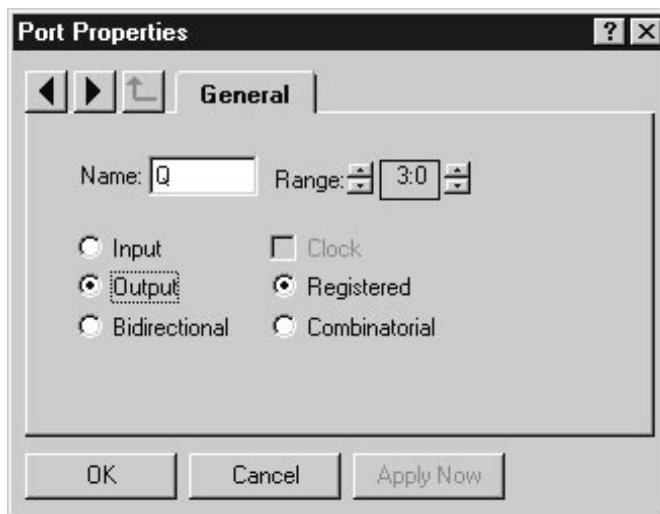 Port Properties
General
Name: Q Range: 3:0
Input Clock
Output Registered
Bidirectional Combinatorial
OK Cancel Apply Now